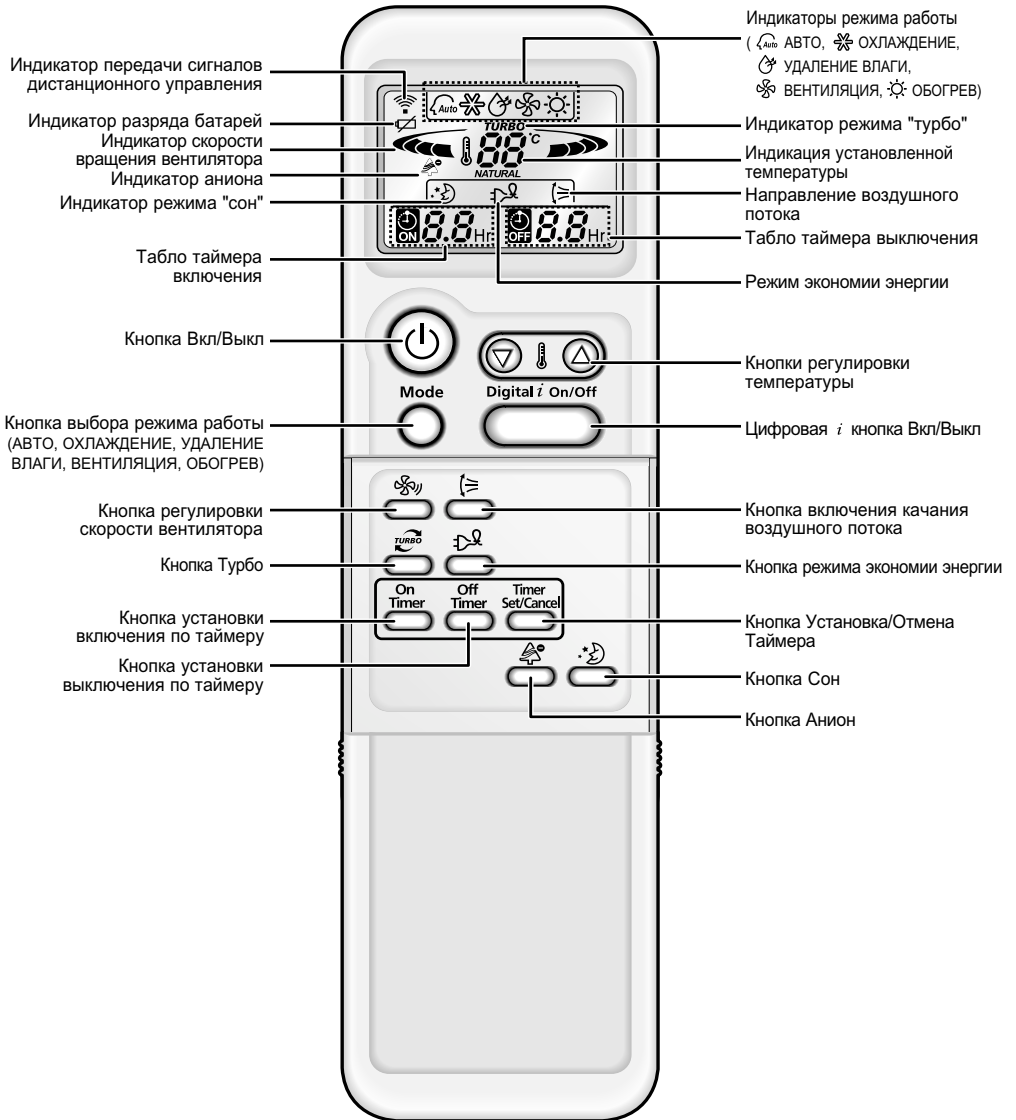 Индикаторы режима работы
( Auto АВТО, ОХЛАЖДЕНИЕ,
УДАЛЕНИЕ ВЛАГИ,
ВЕНТИЛЯЦИЯ, ОБОГРЕВ)
Индикатор передачи сигналов
дистанционного управления
Индикатор разряда батарей
Индикатор скорости
вращения вентилятора
Индикатор аниона
Индикатор режима "сон"
Табло таймера
включения
Кнопка Вкл/Выкл
Кнопка выбора режима работы
(АВТО, ОХЛАЖДЕНИЕ, УДАЛЕНИЕ
ВЛАГИ, ВЕНТИЛЯЦИЯ, ОБОГРЕВ)
Кнопка регулировки
скорости вентилятора
Кнопка Турбо
Кнопка установки
включения по таймеру
Кнопка установки
выключения по таймеру
Auto
TURBO
88°C
NATURAL
ON 8.8Hr OFF 8.8Hr
Mode Digital i On/Off
TURBO
On
Timer
Off
Timer
Timer
Set/Cancel
Индикатор режима "турбо"
Индикация установленной
температуры
Направление воздушного
потока
Табло таймера выключения
Режим экономии энергии
Кнопки регулировки
температуры
Цифровая i кнопка Вкл/Выкл
Кнопка включения качания
воздушного потока
Кнопка режима экономии энергии
Кнопка Установка/Отмена
Таймера
Кнопка Сон
Кнопка Анион